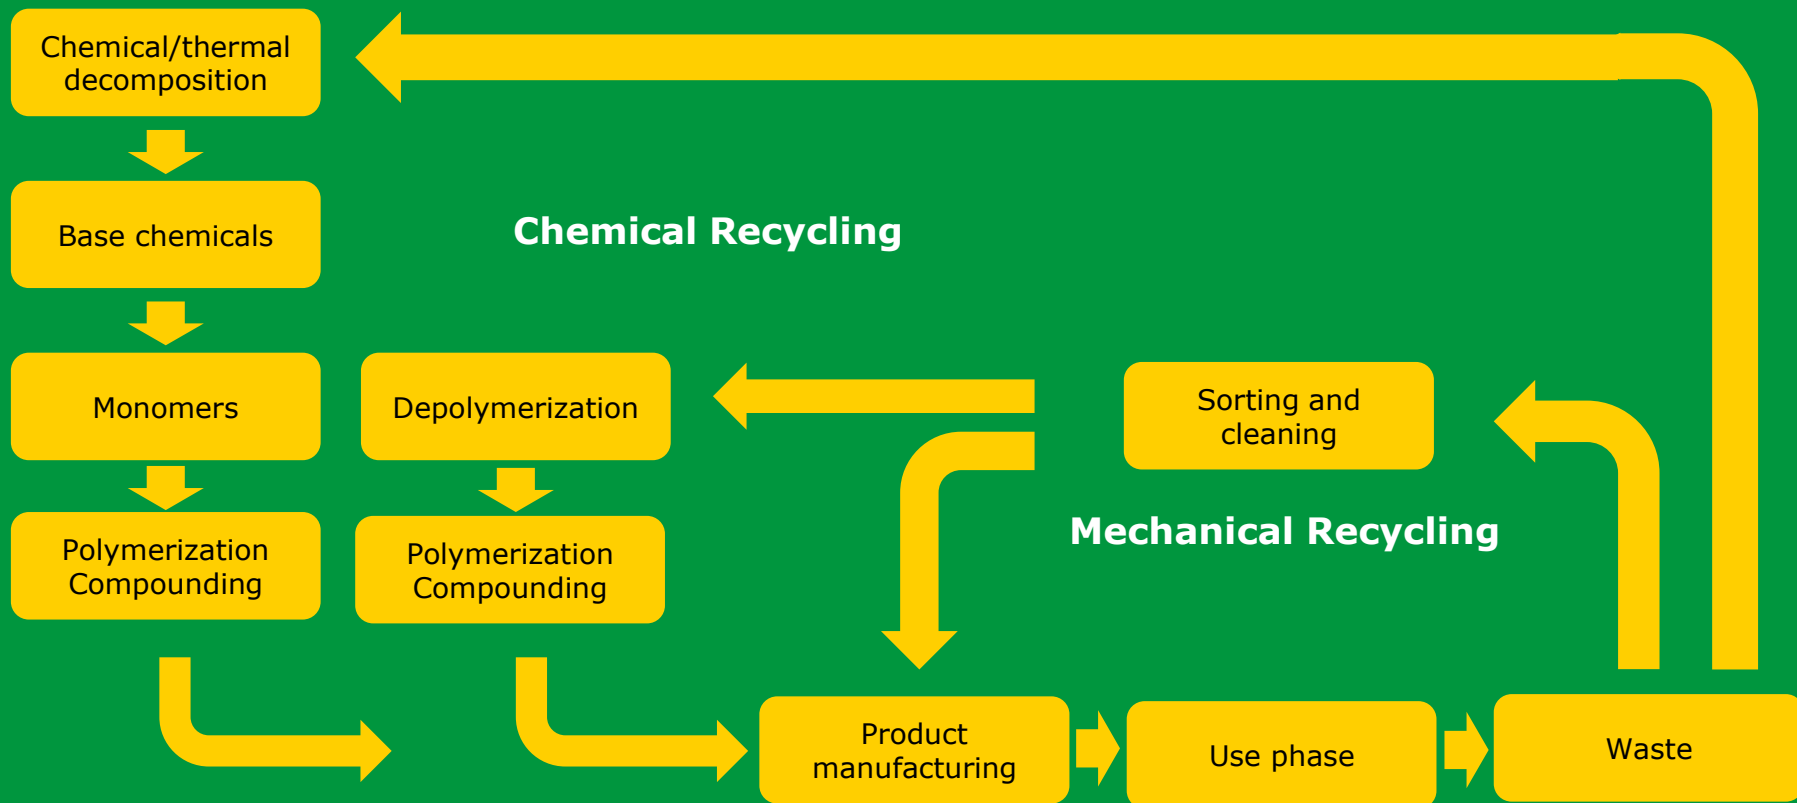 Chemical/thermal
decomposition
Base chemicals
Chemical Recycling
Monomers
Depolymerization
Sorting and
cleaning
Mechanical Recycling
Polymerization
Compounding
Polymerization
Compounding
Product
manufacturing
Use phase
Waste